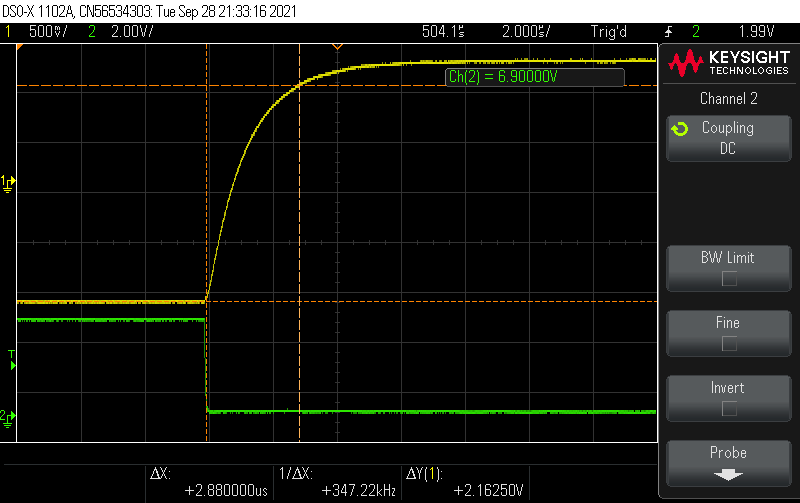 DSO-X 1102A, CN56534303: Tue Sep 28 21:33:16 2021
1 500mV/ 2 2.00V/ 504.1us 2.000us/ Trig'd 2 1.99V
KEYSIGHT
TECHNOLOGIES
Ch(2) = 6.90000V
Channel 2
Coupling
DC
1
BW Limit
Fine
T
Invert
2
Probe
ΔX:
+2.880000us
1/ΔX:
+347.22kHz
ΔY(1):
+2.16250V